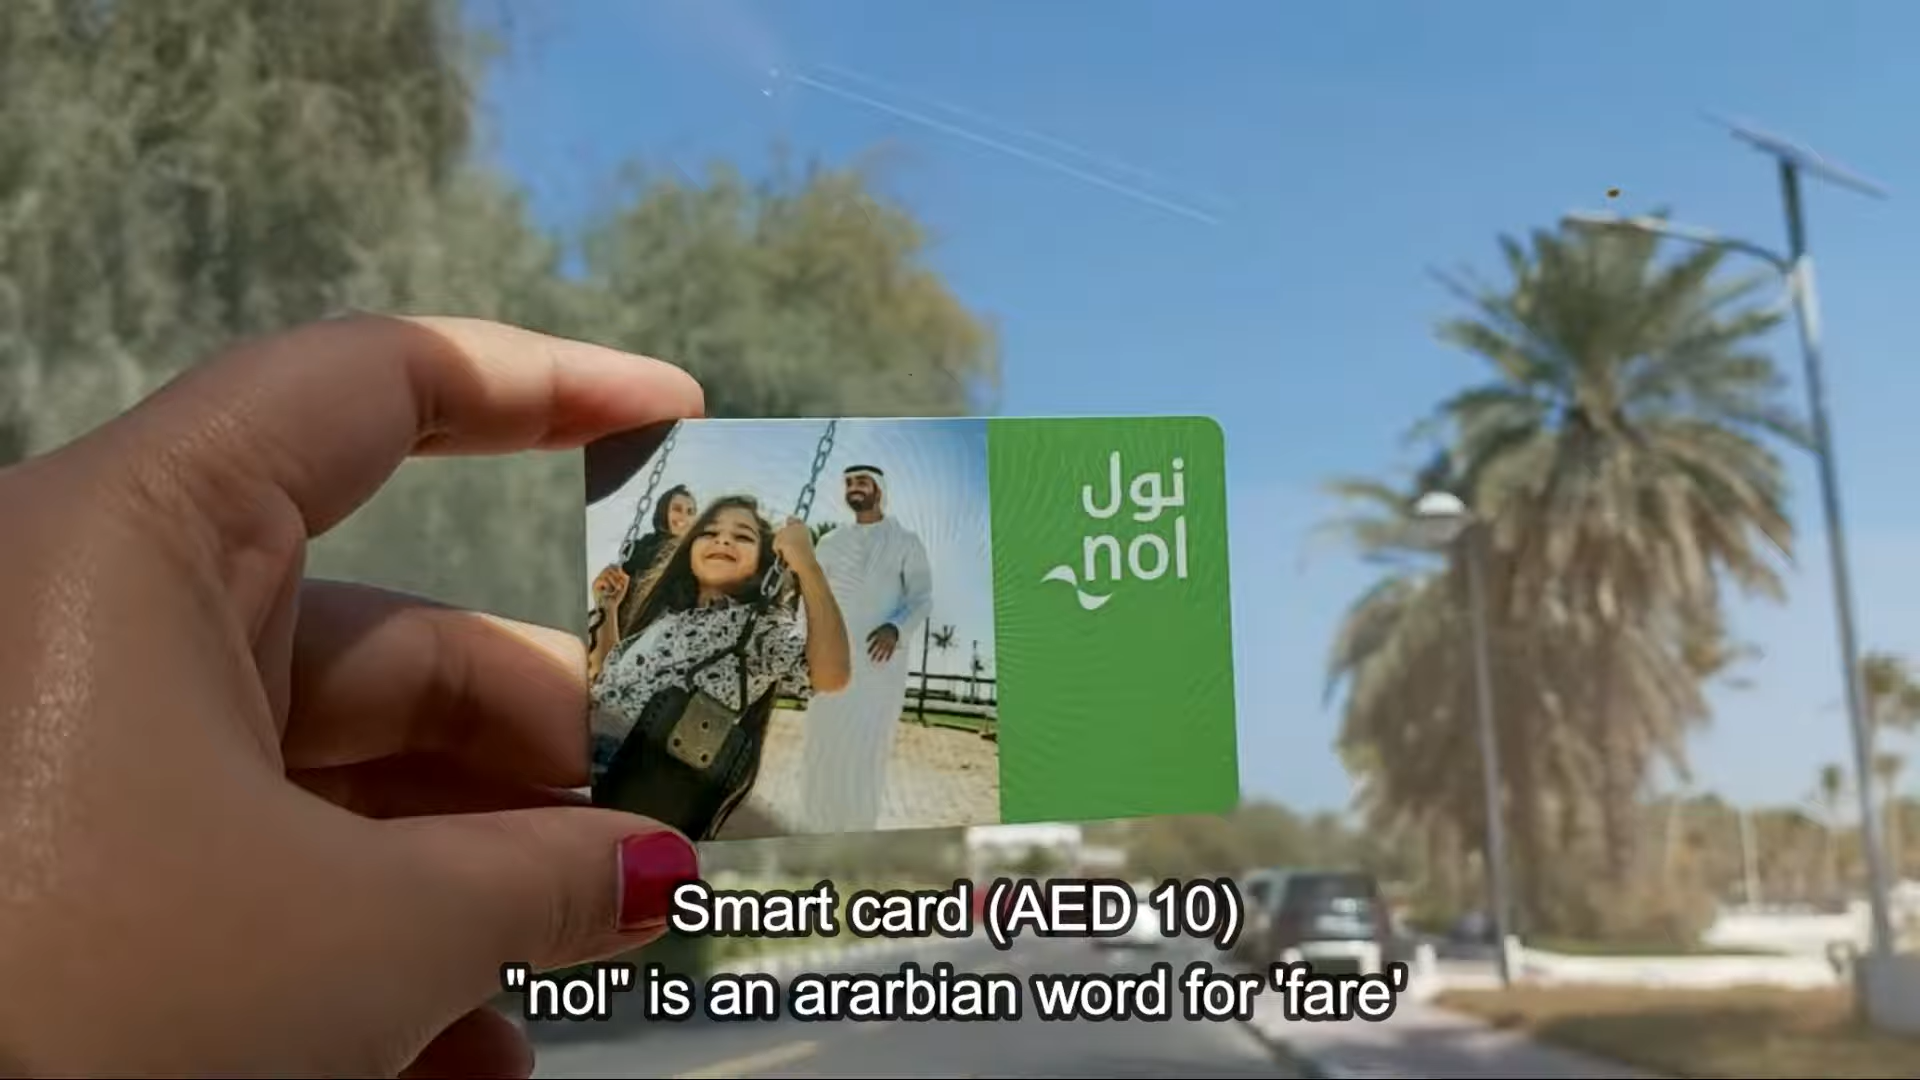 نول
nol
Smart card (AED 10)
"nol" is an ararbian word for 'fare'